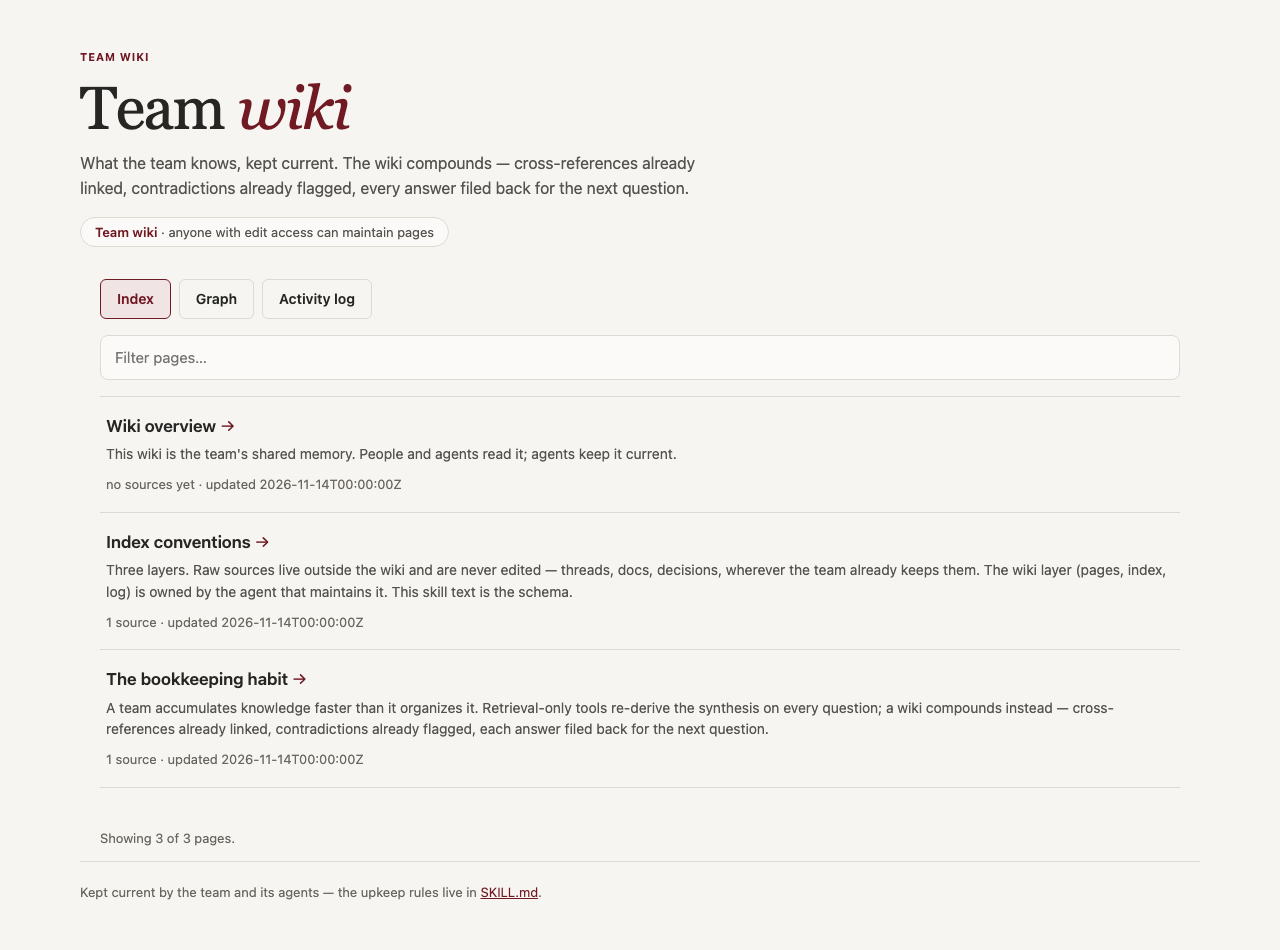 TEAM WIKI
Team wiki
What the team knows, kept current. The wiki compounds — cross-references already
linked, contradictions already flagged, every answer filed back for the next question.
Team wiki · anyone with edit access can maintain pages
Index
Graph
Activity log
Filter pages...
Wiki overview →
This wiki is the team's shared memory. People and agents read it; agents keep it current.
no sources yet · updated 2026-11-14T00:00:00Z
Index conventions →
Three layers. Raw sources live outside the wiki and are never edited — threads, docs, decisions, wherever the team already keeps them. The wiki layer (pages, index,
log) is owned by the agent that maintains it. This skill text is the schema.
1 source · updated 2026-11-14T00:00:00Z
The bookkeeping habit →
A team accumulates knowledge faster than it organizes it. Retrieval-only tools re-derive the synthesis on every question; a wiki compounds instead — cross-
references already linked, contradictions already flagged, each answer filed back for the next question.
1 source · updated 2026-11-14T00:00:00Z
Showing 3 of 3 pages.
Kept current by the team and its agents — the upkeep rules live in SKILL.md.